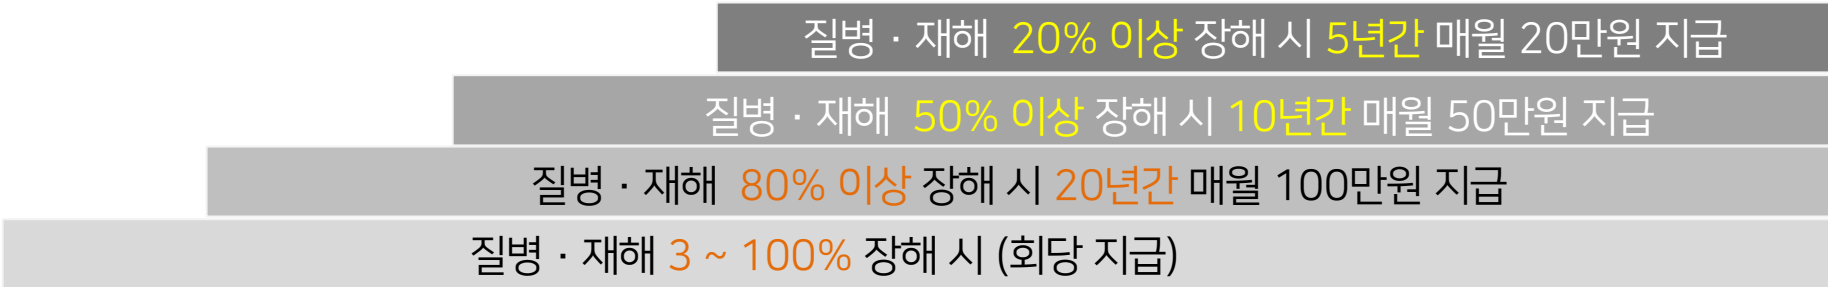 질병 · 재해 20% 이상 장해 시 5년간 매월 20만원 지급
질병 · 재해 50% 이상 장해 시 10년간 매월 50만원 지급
질병 · 재해 80% 이상 장해 시 20년간 매월 100만원 지급
질병 · 재해 3 ~ 100% 장해 시 (회당 지급)